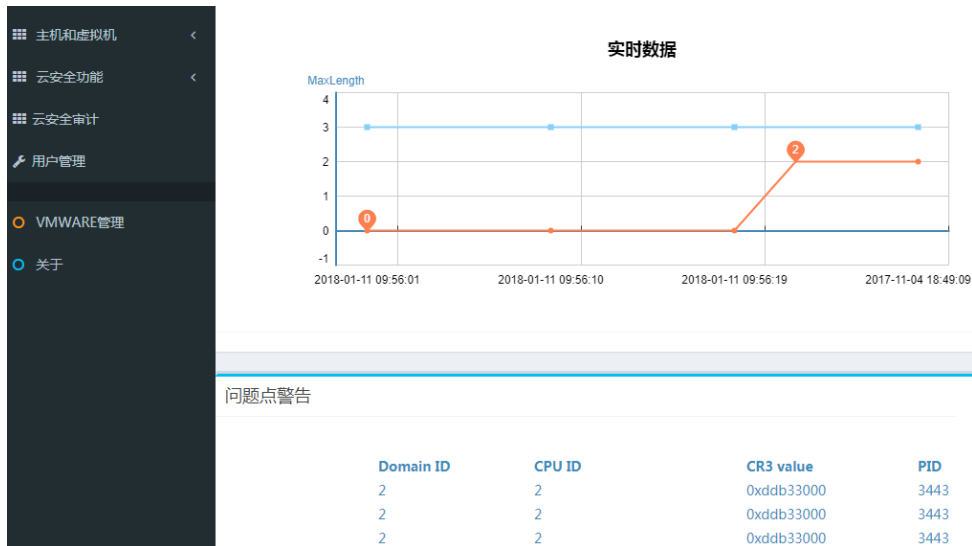 主机和虚拟机
云安全功能
云安全审计
用户管理
VMWARE管理
关于
实时数据
MaxLength
4
3
2
1
0
-1
2
0
2018-01-11 09:56:01 2018-01-11 09:56:10 2018-01-11 09:56:19 2017-11-04 18:49:09
问题点警告
Domain ID CPU ID CR3 value PID
2 2 0xddb33000 3443
2 2 0xddb33000 3443
2 2 0xddb33000 3443